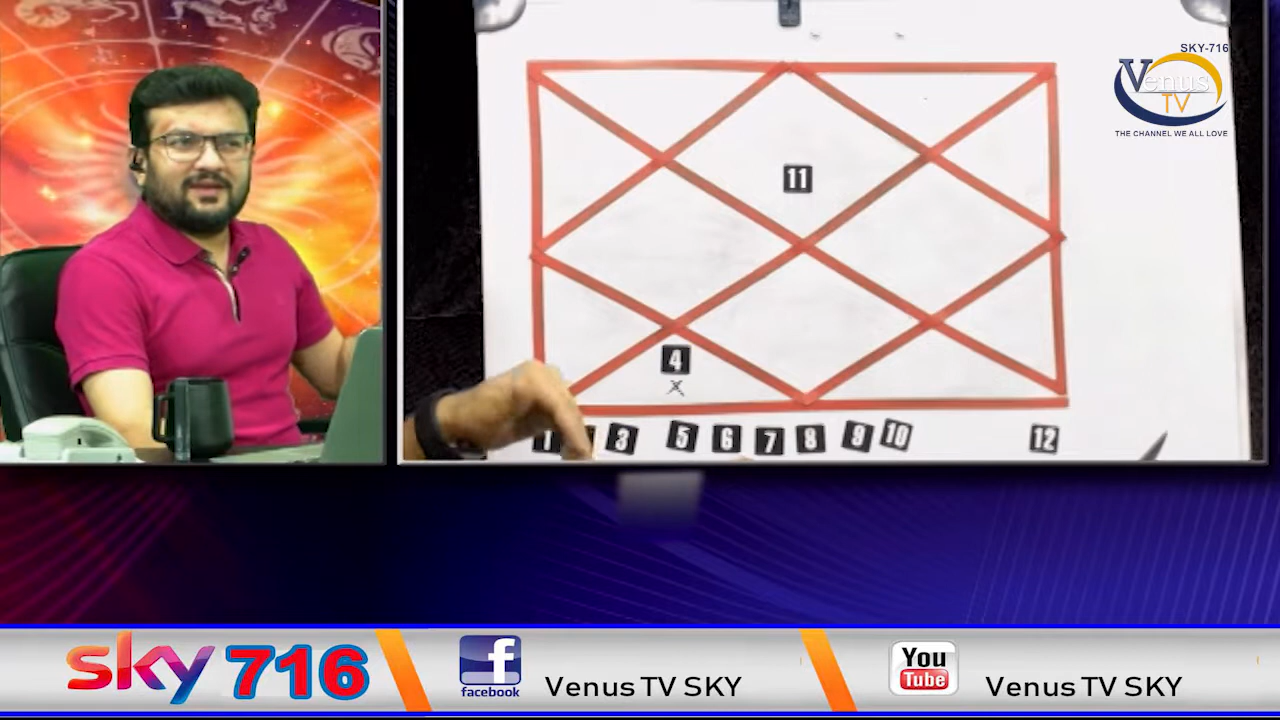 SKY-716
Venus
TV
THE CHANNEL WE ALL LOVE
11
4
x
1 3 5 6 7 8 9 10 12
sky 716
f
facebook
Venus TV SKY
You
Tube
Venus TV SKY